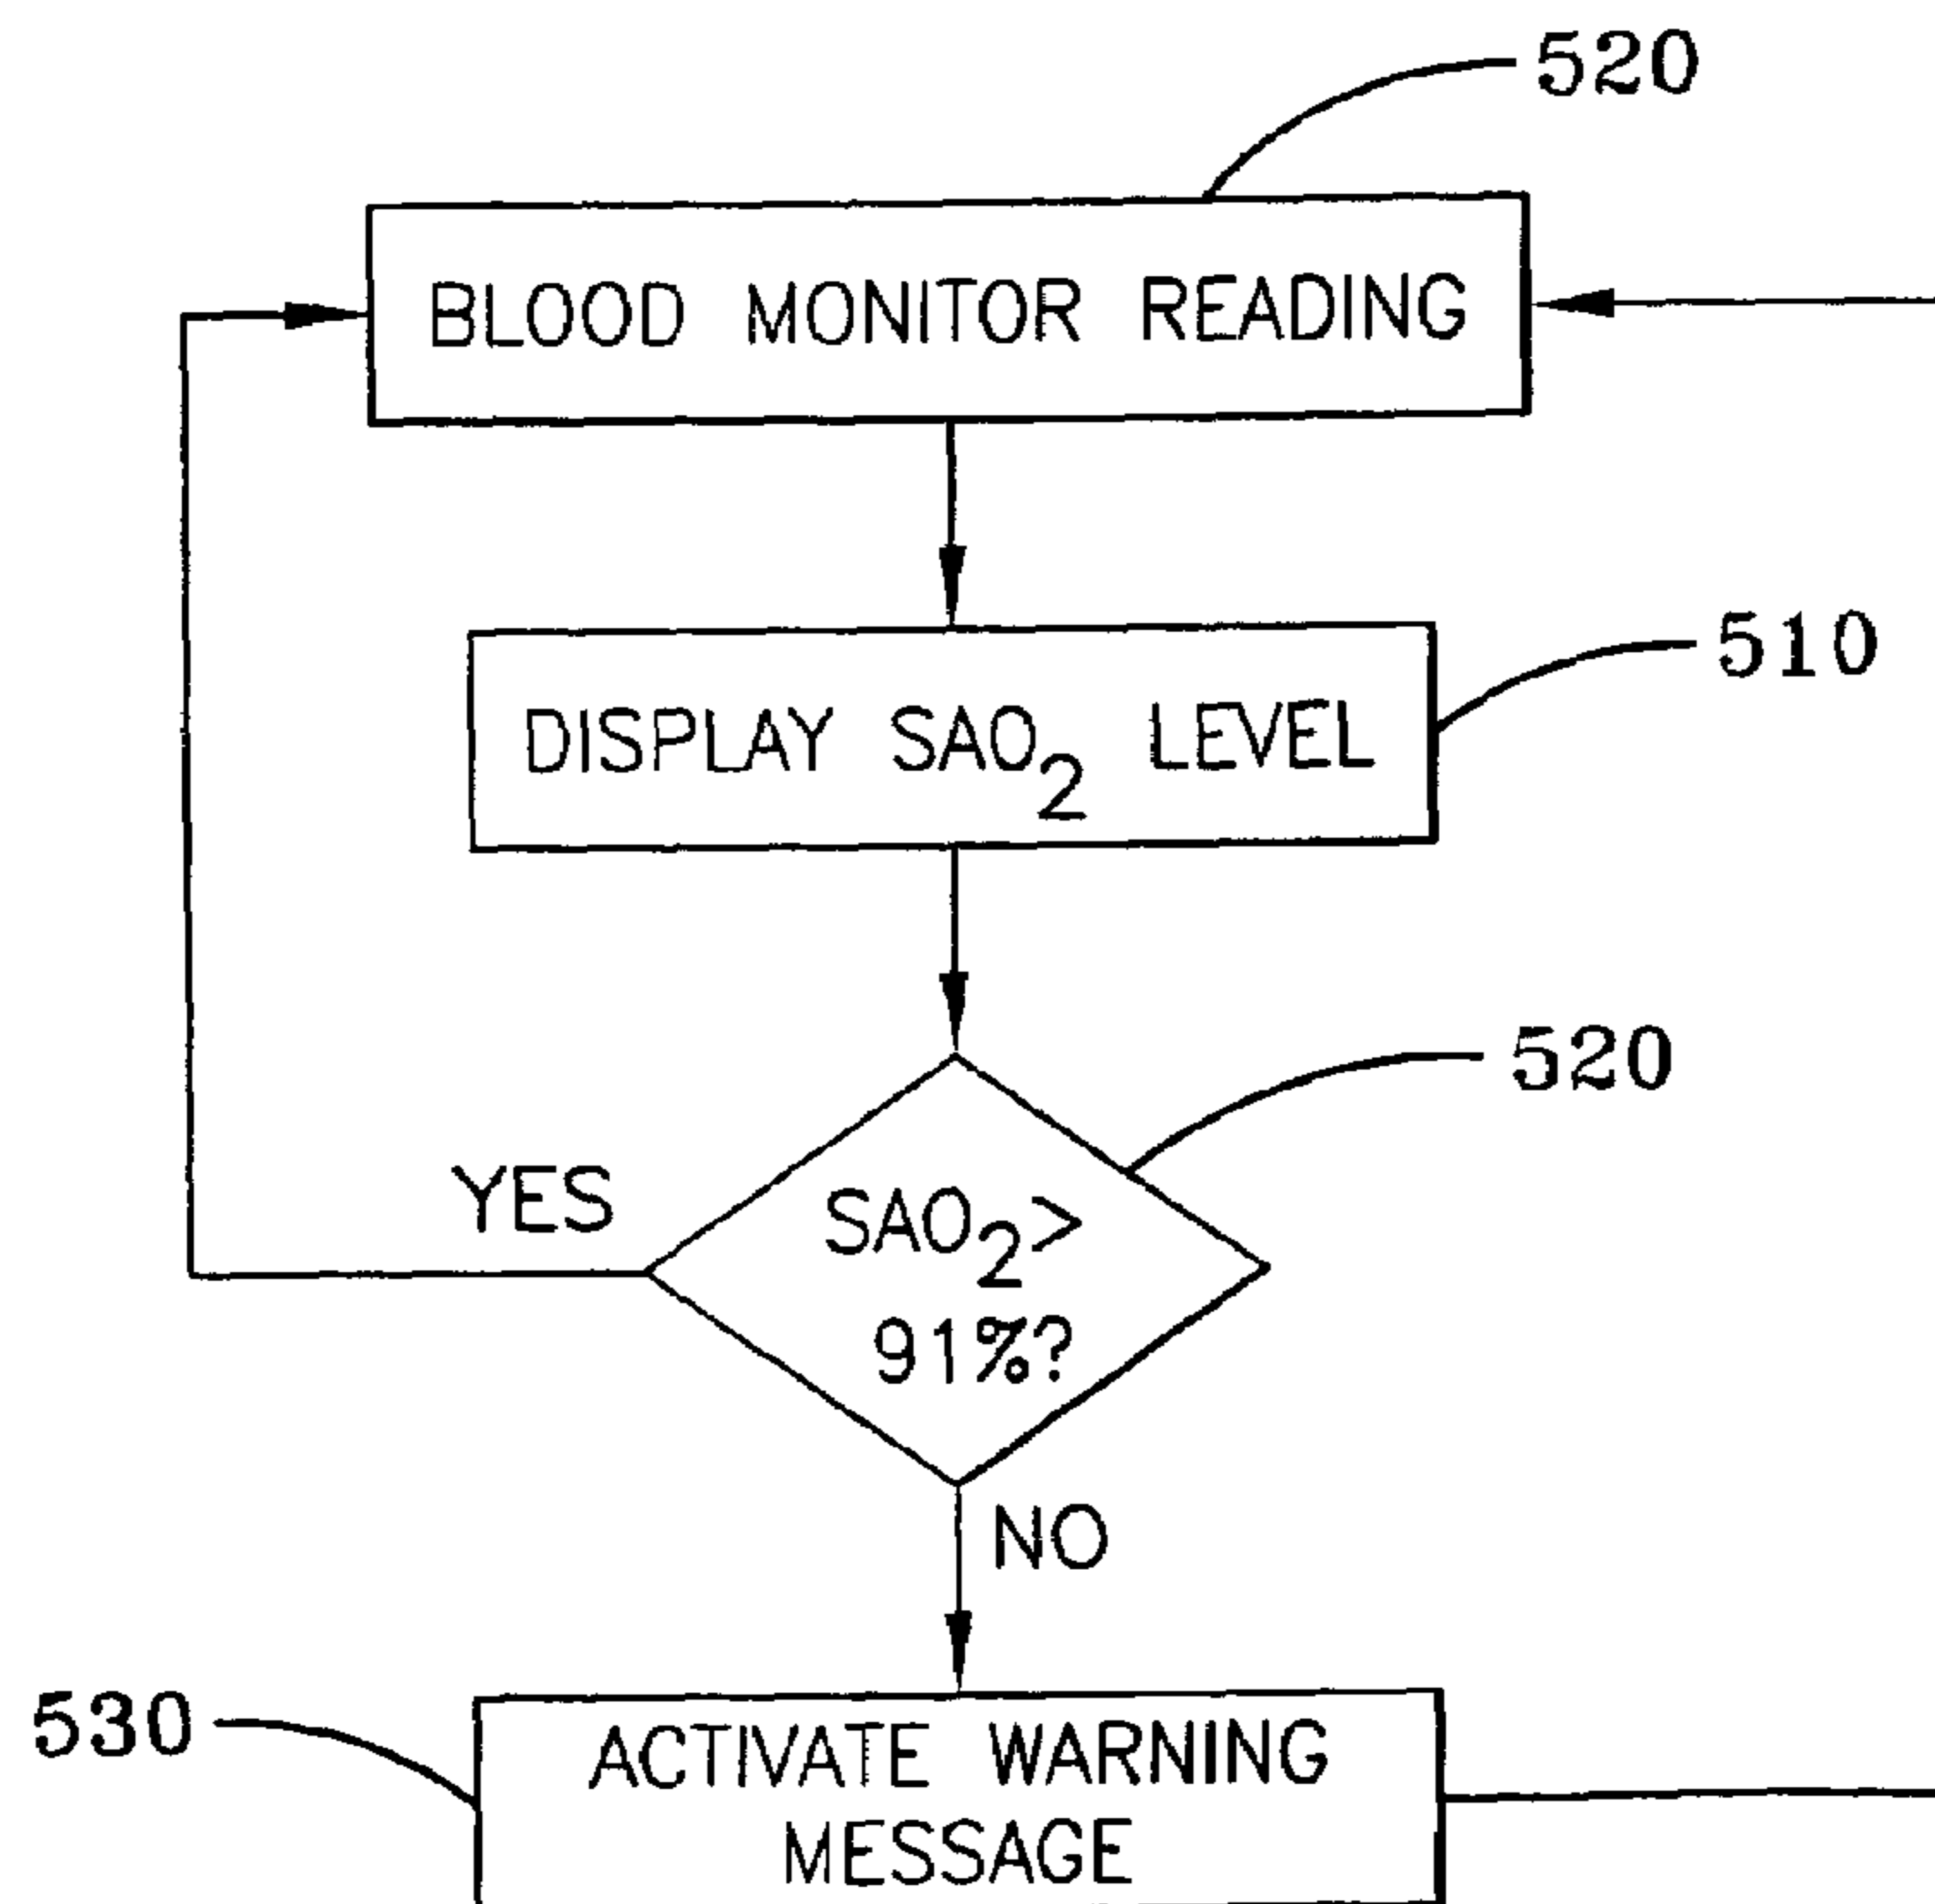 520
BLOOD MONITOR READING
510
DISPLAY SAO₂ LEVEL
520
YES
SAO₂>
91%?
NO
530
ACTIVATE WARNING
MESSAGE